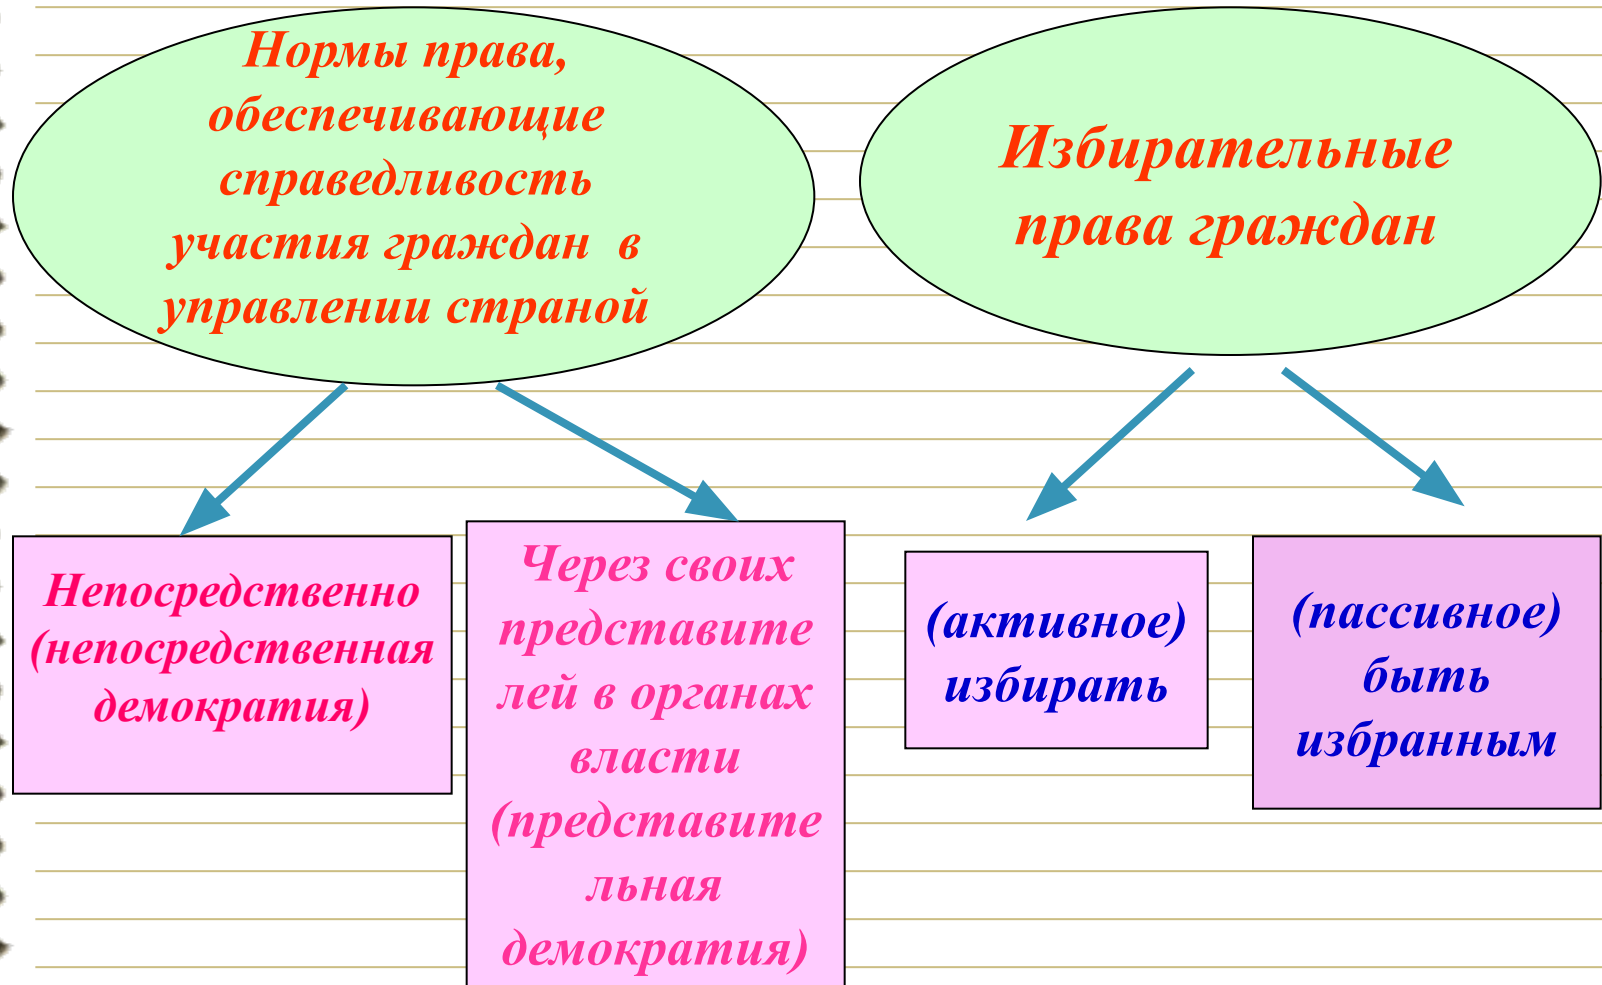 Нормы права,
обеспечивающие
справедливость
участия граждан  в
управлении страной
Избирательные
права граждан
Непосредственно
(непосредственная
демократия)
Через своих
представите
лей в органах
власти
(представите
льная
демократия)
(активное)
избирать
(пассивное)
быть
избранным